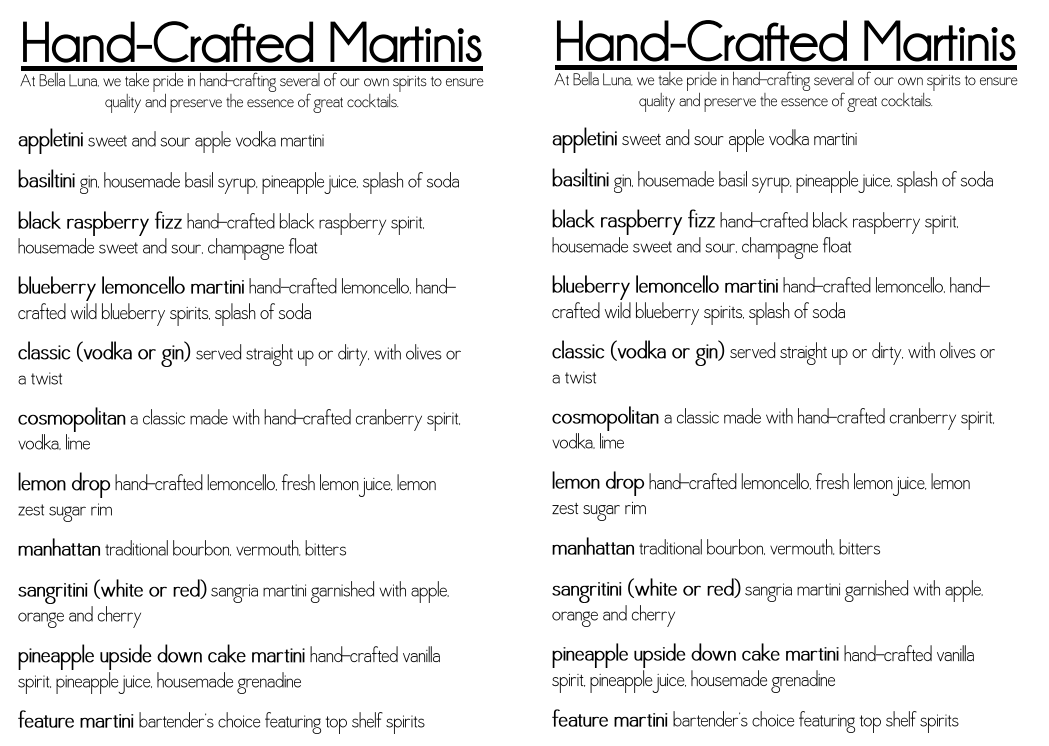 Hand-Crafted Martinis
At Bella Luna, we take pride in hand-crafting several of our own spirits to ensure
quality and preserve the essence of great cocktails.
appletini sweet and sour apple vodka martini
basiltini gin, housemade basil syrup, pineapple juice, splash of soda
black raspberry fizz hand-crafted black raspberry spirit,
housemade sweet and sour, champagne float
blueberry lemoncello martini hand-crafted lemoncello, hand-
crafted wild blueberry spirits, splash of soda
classic (vodka or gin) served straight up or dirty, with olives or
a twist
cosmopolitan a classic made with hand-crafted cranberry spirit,
vodka, lime
lemon drop hand-crafted lemoncello, fresh lemon juice, lemon
zest sugar rim
manhattan traditional bourbon, vermouth, bitters
sangritini (white or red) sangria martini garnished with apple,
orange and cherry
pineapple upside down cake martini hand-crafted vanilla
spirit, pineapple juice, housemade grenadine
feature martini bartender's choice featuring top shelf spirits
Hand-Crafted Martinis
At Bella Luna, we take pride in hand-crafting several of our own spirits to ensure
quality and preserve the essence of great cocktails.
appletini sweet and sour apple vodka martini
basiltini gin, housemade basil syrup, pineapple juice, splash of soda
black raspberry fizz hand-crafted black raspberry spirit,
housemade sweet and sour, champagne float
blueberry lemoncello martini hand-crafted lemoncello, hand-
crafted wild blueberry spirits, splash of soda
classic (vodka or gin) served straight up or dirty, with olives or
a twist
cosmopolitan a classic made with hand-crafted cranberry spirit,
vodka, lime
lemon drop hand-crafted lemoncello, fresh lemon juice, lemon
zest sugar rim
manhattan traditional bourbon, vermouth, bitters
sangritini (white or red) sangria martini garnished with apple,
orange and cherry
pineapple upside down cake martini hand-crafted vanilla
spirit, pineapple juice, housemade grenadine
feature martini bartender's choice featuring top shelf spirits